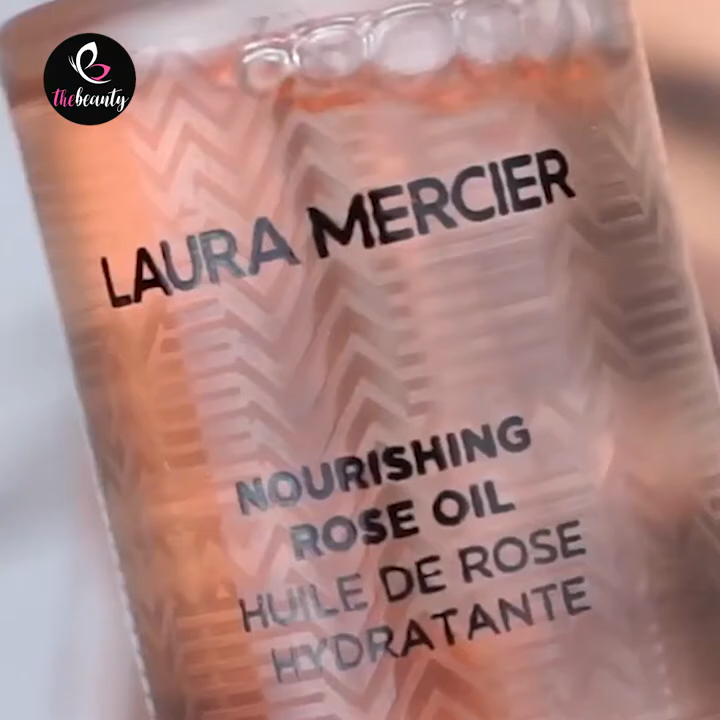 thebeauty
LAURA MERCIER
NOURISHING
ROSE OIL
HUILE DE ROSE
HYDRATANTE